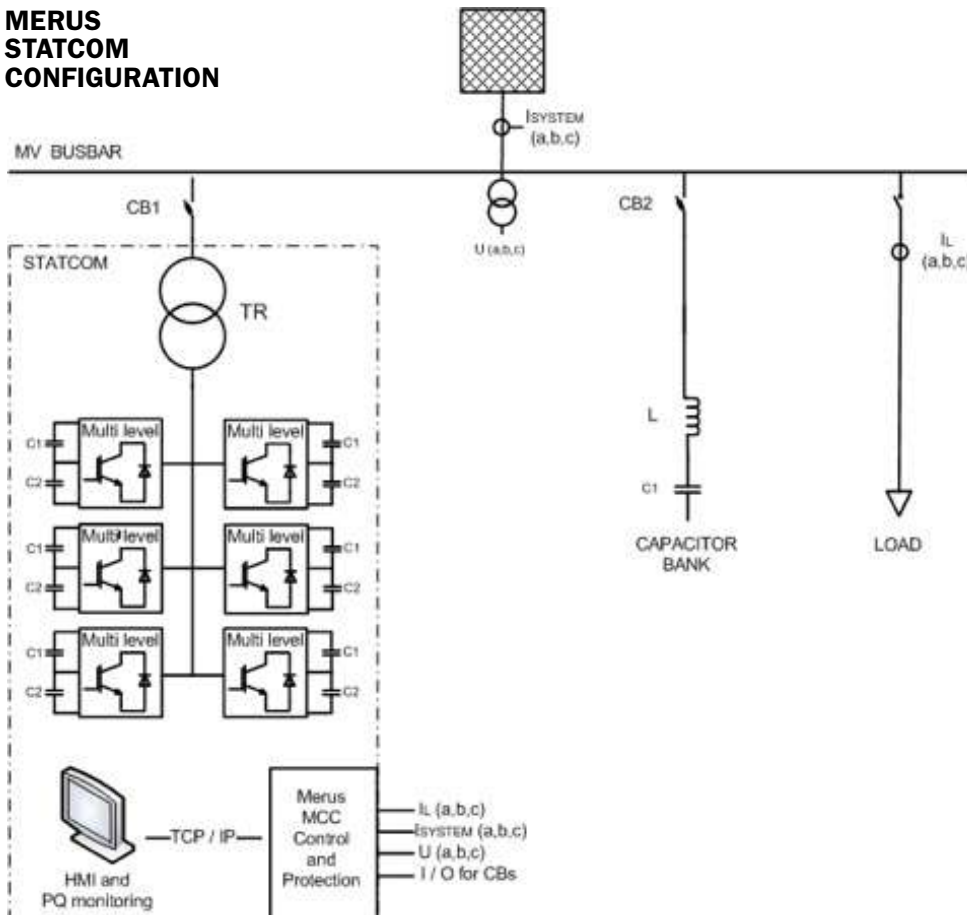 MERUS
STATCOM
CONFIGURATION
ISYSTEM
(a,b,c)
MV BUSBAR
CB1
U (a,b,c)
CB2
IL
(a,b,c)
STATCOM
TR
Multi level
Multi level
C1
C1
C2
C2
Multi level
Multi level
C1
C1
C2
C2
Multi level
Multi level
C1
C1
C2
C2
L
C1
CAPACITOR
BANK
LOAD
HMI and
PQ monitoring
TCP / IP
Merus
MCC
Control
and
Protection
IL (a,b,c)
ISYSTEM (a,b,c)
U (a,b,c)
I / O for CBs